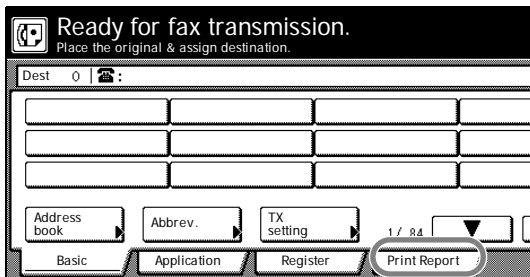 Ready for fax transmission.
Place the original & assign destination.
Dest 0 :
Address book
Abbrev.
TX setting
1 / 84
Basic
Application
Register
Print Report